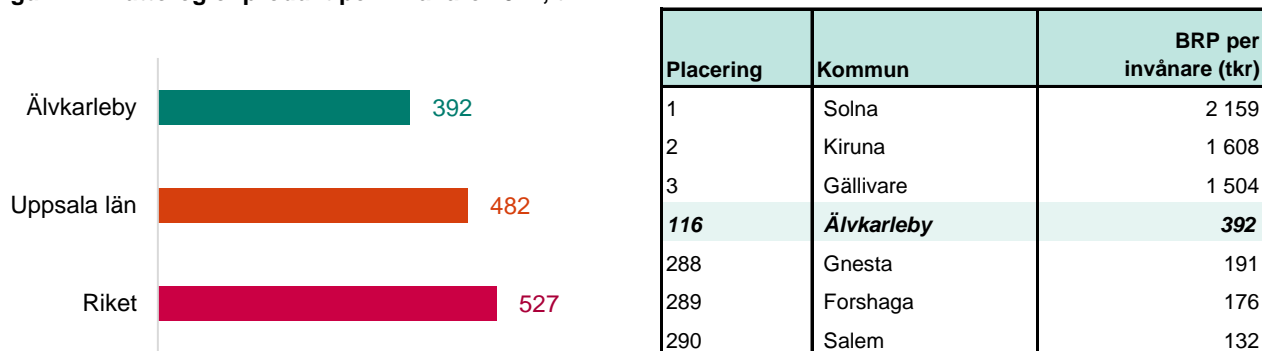 Älvkarleby 392
Uppsala län 482
Riket 527
Placering Kommun BRP per invånare (tkr)
1 Solna 2 159
2 Kiruna 1 608
3 Gällivare 1 504
116 Älvkarleby 392
288 Gnesta 191
289 Forshaga 176
290 Salem 132